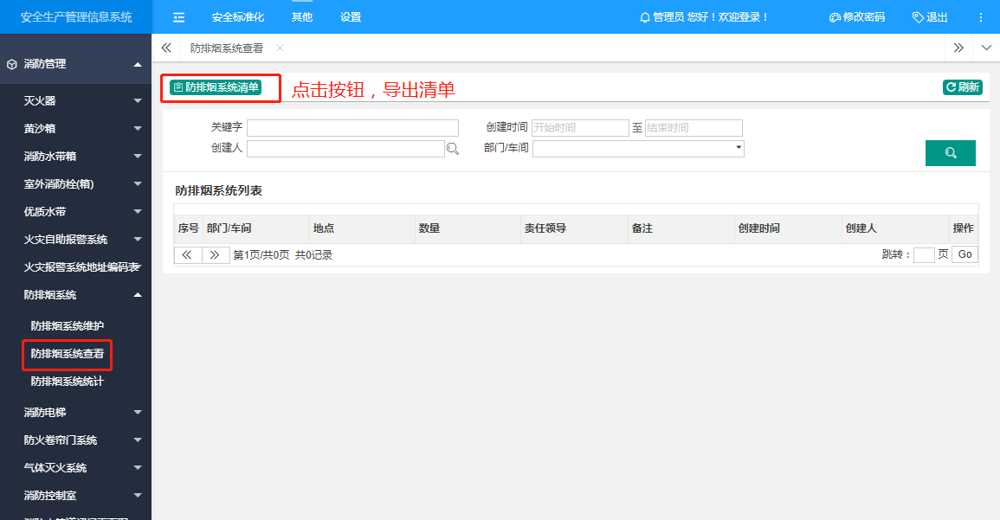 安全生产管理信息系统
安全标准化 其他 设置
管理员 您好！欢迎登录！ 修改密码 退出
消防管理
灭火器
黄沙箱
消防水带箱
室外消防栓(箱)
优质水带
火灾自助报警系统
火灾报警系统地址编码表
防排烟系统
防排烟系统维护
防排烟系统查看
防排烟系统统计
消防电梯
防火卷帘门系统
气体灭火系统
消防控制室
防排烟系统查看
防排烟系统清单 点击按钮，导出清单 刷新
关键字 创建时间 开始时间 至 结束时间
创建人 部门/车间
防排烟系统列表
序号 部门/车间 地点 数量 责任领导 备注 创建时间 创建人 操作
第1页/共0页 共0记录 跳转： 页 Go